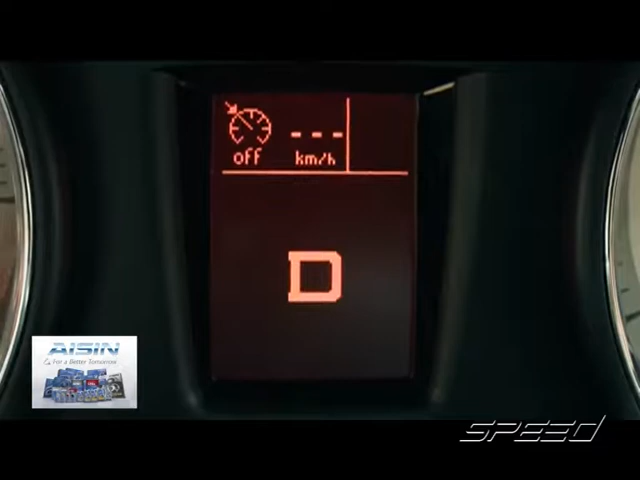 off
--- km/h
D
AISIN
For a Better Tomorrow
SPEED